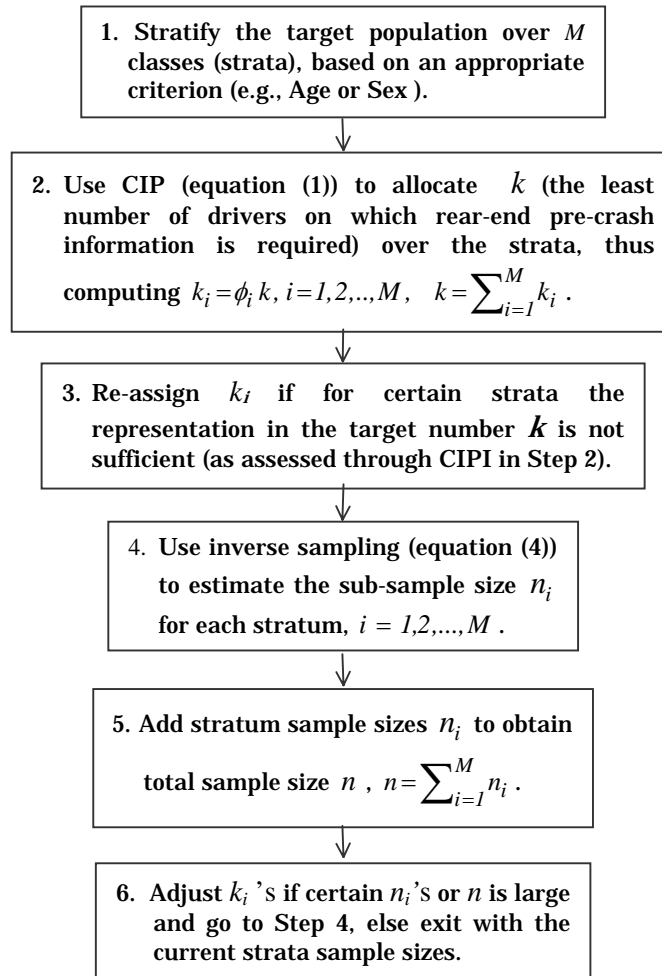 1. Stratify the target population over M
classes (strata), based on an appropriate
criterion (e.g., Age or Sex ).
2. Use CIP (equation (1)) to allocate k (the least
number of drivers on which rear-end pre-crash
information is required) over the strata, thus
computing k_i = ϕ_i k, i=1,2,..,M, k = ∑_{i=1}^{M} k_i .
3. Re-assign k_i if for certain strata the
representation in the target number k is not
sufficient (as assessed through CIPI in Step 2).
4. Use inverse sampling (equation (4))
to estimate the sub-sample size n_i
for each stratum, i = 1,2,...,M .
5. Add stratum sample sizes n_i to obtain
total sample size n , n = ∑_{i=1}^{M} n_i .
6. Adjust k_i 's if certain n_i's or n is large
and go to Step 4, else exit with the
current strata sample sizes.